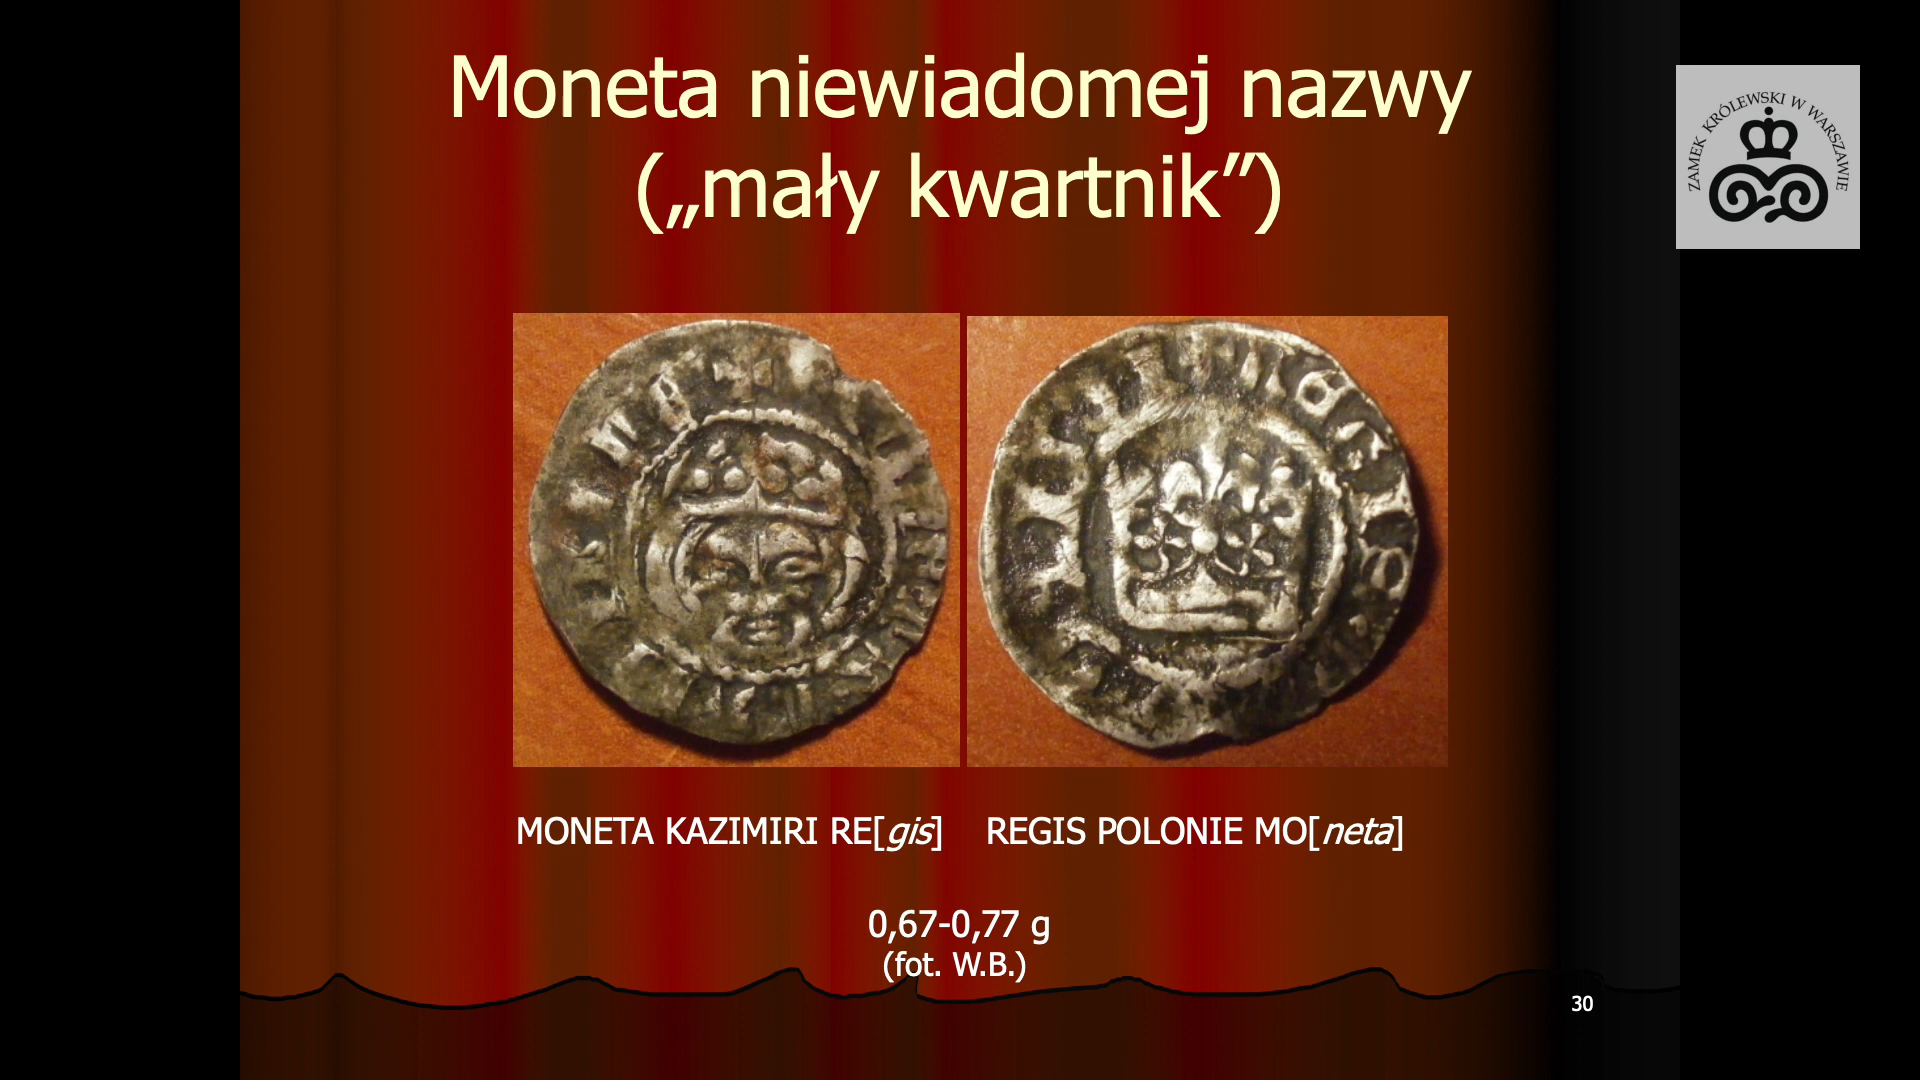 Moneta niewiadomej nazwy
(„mały kwartnik”)
ZAMEK KRÓLEWSKI W WARSZAWIE
MONETA KAZIMIRI RE[gis] REGIS POLONIE MO[neta]
0,67-0,77 g
(fot. W.B.)
30